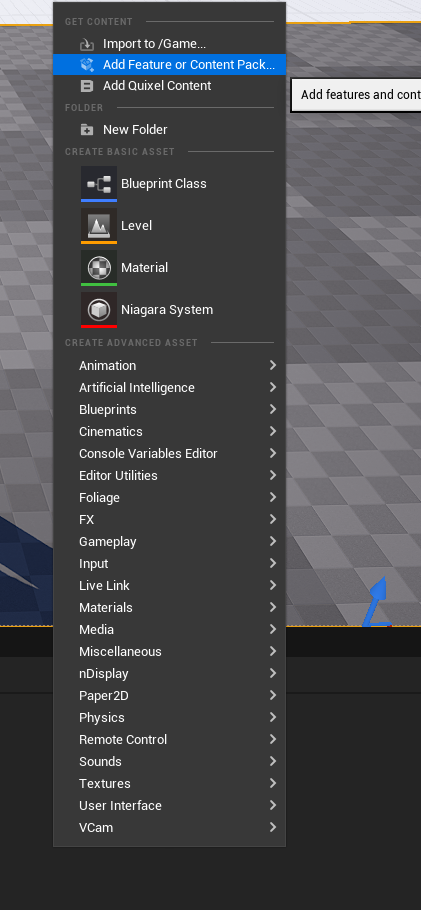 GET CONTENT
Import to /Game...
Add Feature or Content Pack...
Add features and cont
Add Quixel Content
FOLDER
New Folder
CREATE BASIC ASSET
Blueprint Class
Level
Material
Niagara System
CREATE ADVANCED ASSET
Animation
Artificial Intelligence
Blueprints
Cinematics
Console Variables Editor
Editor Utilities
Foliage
FX
Gameplay
Input
Live Link
Materials
Media
Miscellaneous
nDisplay
Paper2D
Physics
Remote Control
Sounds
Textures
User Interface
VCam